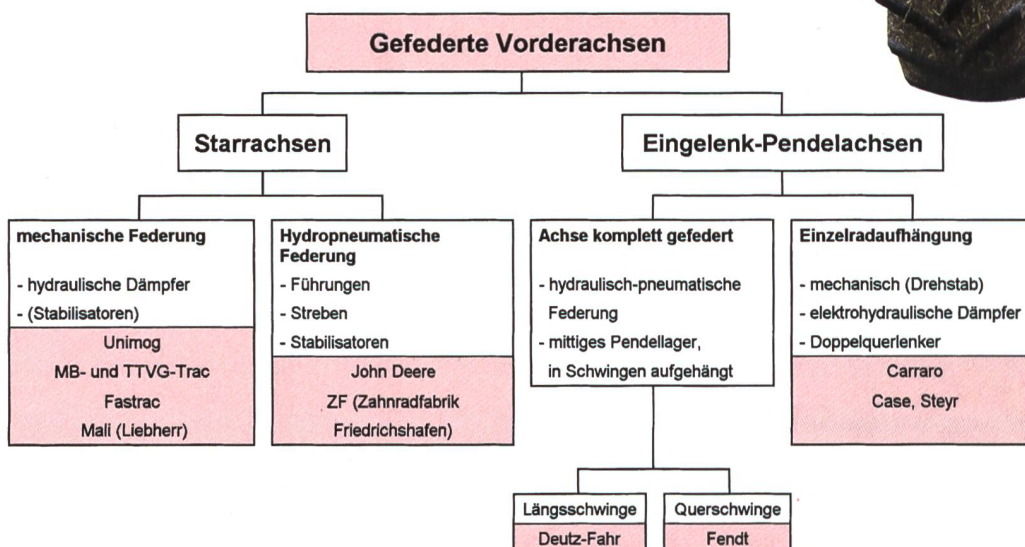 Gefederte Vorderachsen
Starrachsen
Eingelenk-Pendelachsen
mechanische Federung
- hydraulische Dämpfer
- (Stabilisatoren)
Unimog
MB- und TTVG-Trac
Fastrac
Mali (Liebherr)
Hydropneumatische
Federung
- Führungen
- Streben
- Stabilisatoren
John Deere
ZF (Zahnradfabrik
Friedrichshafen)
Achse komplett gefedert
- hydraulisch-pneumatische
Federung
- mittiges Pendellager,
in Schwingen aufgehängt
Einzelradaufhängung
- mechanisch (Drehstab)
- elektrohydraulische Dämpfer
- Doppelquerlenker
Carraro
Case, Steyr
Längsschwinge
Deutz-Fahr
Querschwinge
Fendt